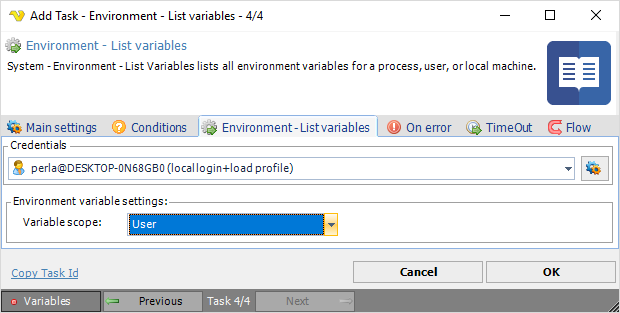 Add Task - Environment - List variables - 4/4
Environment - List variables
System - Environment - List Variables lists all environment variables for a process, user, or local machine.
Main settings Conditions Environment - List variables On error TimeOut Flow
Credentials
perla@DESKTOP-0N68GB0 (local login+load profile)
Environment variable settings:
Variable scope: User
Copy Task Id Cancel OK
Variables Previous Task 4/4 Next